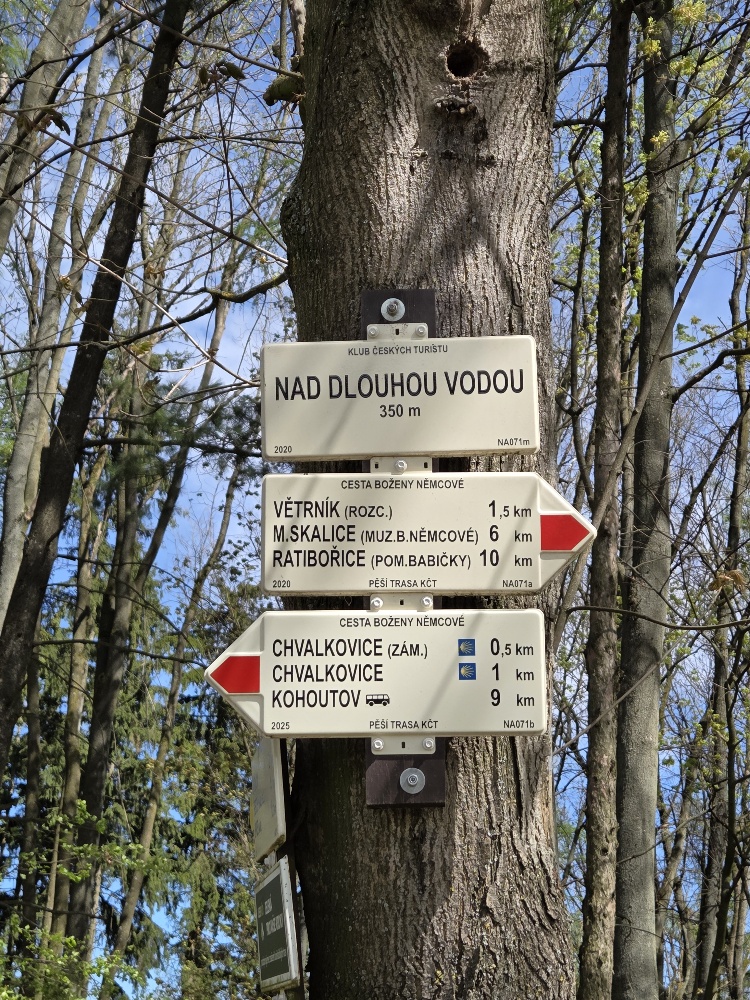 KLUB ČESKÝCH TURISTU
NAD DLOUHOU VODOU
350 m
2020 NA071m
CESTA BOŽENY NĚMCOVÉ
VĚTRNÍK (ROZC.) 1,5 km
M.SKALICE (MUZ.B.NĚMCOVÉ) 6 km
RATIBOŘICE (POM.BABIČKY) 10 km
2020 PĚŠÍ TRASA KČT NA071a
CESTA BOŽENY NĚMCOVÉ
CHVALKOVICE (ZÁM.) 0,5 km
CHVALKOVICE 1 km
KOHOUTOV 9 km
2025 PĚŠÍ TRASA KČT NA071b